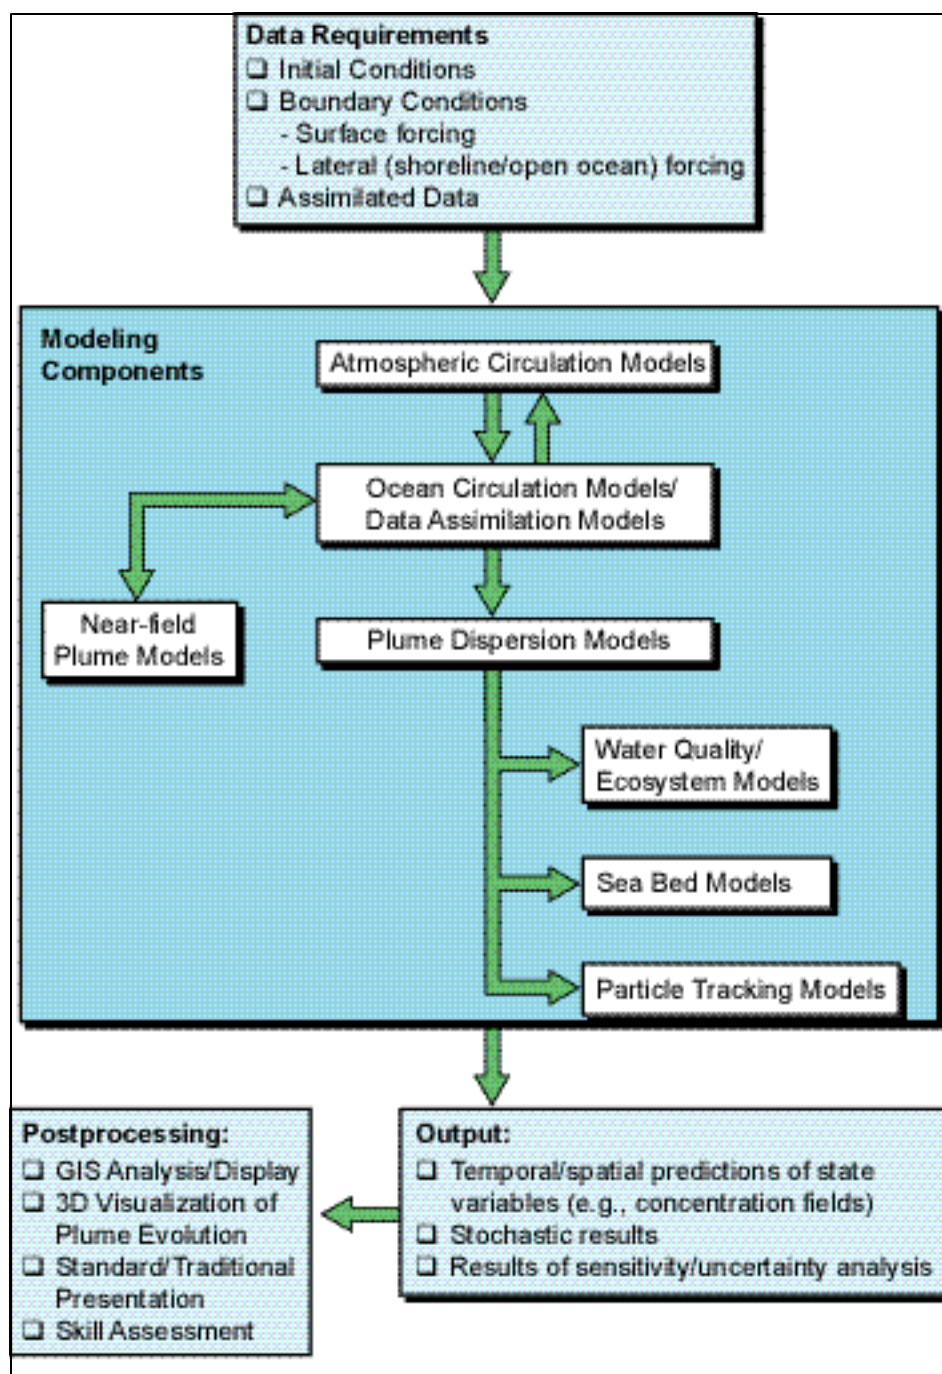 Data Requirements
❑ Initial Conditions
❑ Boundary Conditions
- Surface forcing
- Lateral (shoreline/open ocean) forcing
❑ Assimilated Data
Modeling
Components
Atmospheric Circulation Models
Ocean Circulation Models/
Data Assimilation Models
Near-field
Plume Models
Plume Dispersion Models
Water Quality/
Ecosystem Models
Sea Bed Models
Particle Tracking Models
Postprocessing:
❑ GIS Analysis/Display
❑ 3D Visualization of
Plume Evolution
❑ Standard/Traditional
Presentation
❑ Skill Assessment
Output:
❑ Temporal/spatial predictions of state
variables (e.g., concentration fields)
❑ Stochastic results
❑ Results of sensitivity/uncertainty analysis